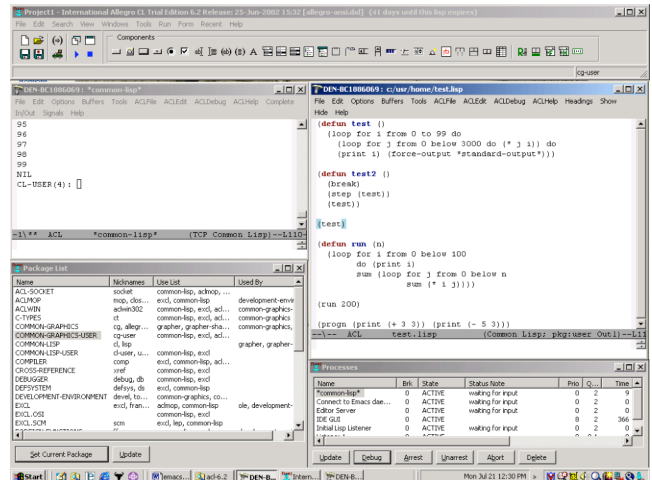 Project1 - International Allegro CL Trial Edition 6.2 Release: 25-Jun-2002 15:32 [allegro-ansi.dxl] (41 days until this lisp expires)
File Edit Search View Windows Tools Run Form Recent Help
Components
cg-user
DEN-BC1886069: *common-lisp*
File Edit Options Buffers Tools ACLFile ACLEdit ACLDebug ACLHelp Complete
In/Out Signals Help
95
96
97
98
99
NIL
CL-USER(4):
-1\** ACL *common-lisp* (TCP Common Lisp)--L110-
DEN-BC1886069: c:/usr/home/test.lisp
File Edit Options Buffers Tools ACLFile ACLEdit ACLDebug ACLHelp Headings Show
Hide Help
(defun test ()
(loop for i from 0 to 99 do
(loop for j from 0 below 3000 do (* j i)) do
(print i) (force-output *standard-output*)))
(defun test2 ()
(break)
(step (test))
(test))
(test)
(defun run (n)
(loop for i from 0 below 100
do (print i)
sum (loop for j from 0 below n
sum (* i j))))
(run 200)
(progn (print (+ 3 3)) (print (- 5 3)))
--\-- ACL test.lisp (Common Lisp; pkg:user Outl)--L11
Package List
Name Nicknames Use List Used By
ACL-SOCKET socket common-lisp, aclmop, ...
ACLMOP mop, clos... excl, common-lisp development-envir
ACLWIN admin302 common-lisp, excl, acl... common-graphics-
C-TYPES ct common-lisp, excl, acl... common-graphics
COMMON-GRAPHICS cg, allegr... grapher, grapher-sha... common-graphics,
COMMON-GRAPHICS-USER cg-user common-lisp, excl, acl...
COMMON-LISP cl, lisp grapher, grapher-
COMMON-LISP-USER cl-user, u... common-lisp, excl
COMPILER comp excl, common-lisp, acl...
CROSS-REFERENCE xref common-lisp, excl
DEBUGGER debug, db common-lisp, excl
DEFSYSTEM defsys, ds excl, common-lisp
DEVELOPMENT-ENVIRONMENT devel, to... common-graphics, co...
EXCL excl, fran... aclmop, common-lisp ole, development-
EXCL.OSI common-lisp, excl
EXCL.SCM scm excl, lep, common-lisp
Set Current Package Update
Processes
Name Brk State Status Note Prio Q... Time
*common-lisp* 0 ACTIVE waiting for input 0 2 9
Connect to Emacs dae... 0 ACTIVE waiting for input 0 2 0
Editor Server 0 ACTIVE waiting for input 0 2 0
IDE GUI 0 ACTIVE 0 2 366
Initial Lisp Listener 0 ACTIVE waiting for input 0 2 0
Update Debug Arrest Unarrest Abort Delete
Start ]emacs... acl-6.2 DEN-B... Intern... DEN-B... Mon Jul 21 12:30 PM